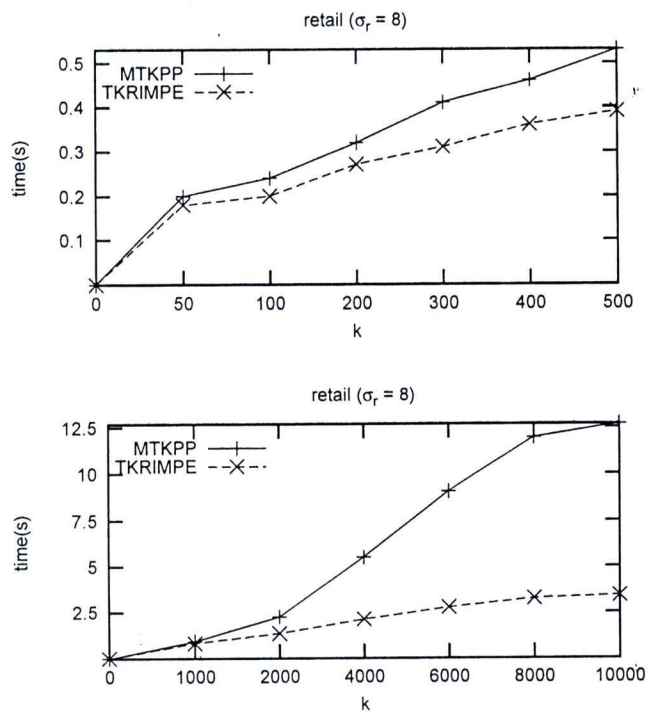 retail (σr = 8)
0.5
MTKPP
TKRIMPE
0.4
0.3
0.2
0.1
time(s)
0 50 100 200 300 400 500
k
retail (σr = 8)
12.5
MTKPP
TKRIMPE
10
7.5
5
2.5
time(s)
0 1000 2000 4000 6000 8000 10000
k